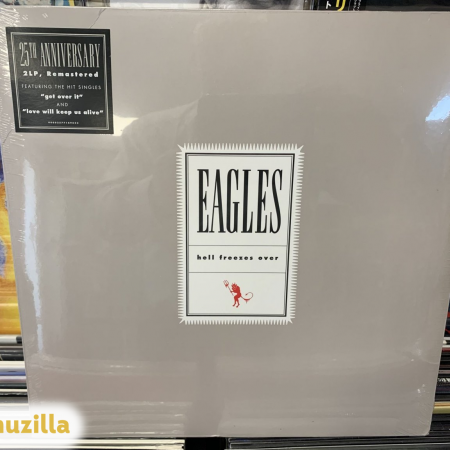 25TH ANNIVERSARY
2LP, Remastered
FEATURING THE HIT SINGLES
"get over it"
AND
"love will keep us alive"
EAGLES
hell freezes over
uzilla